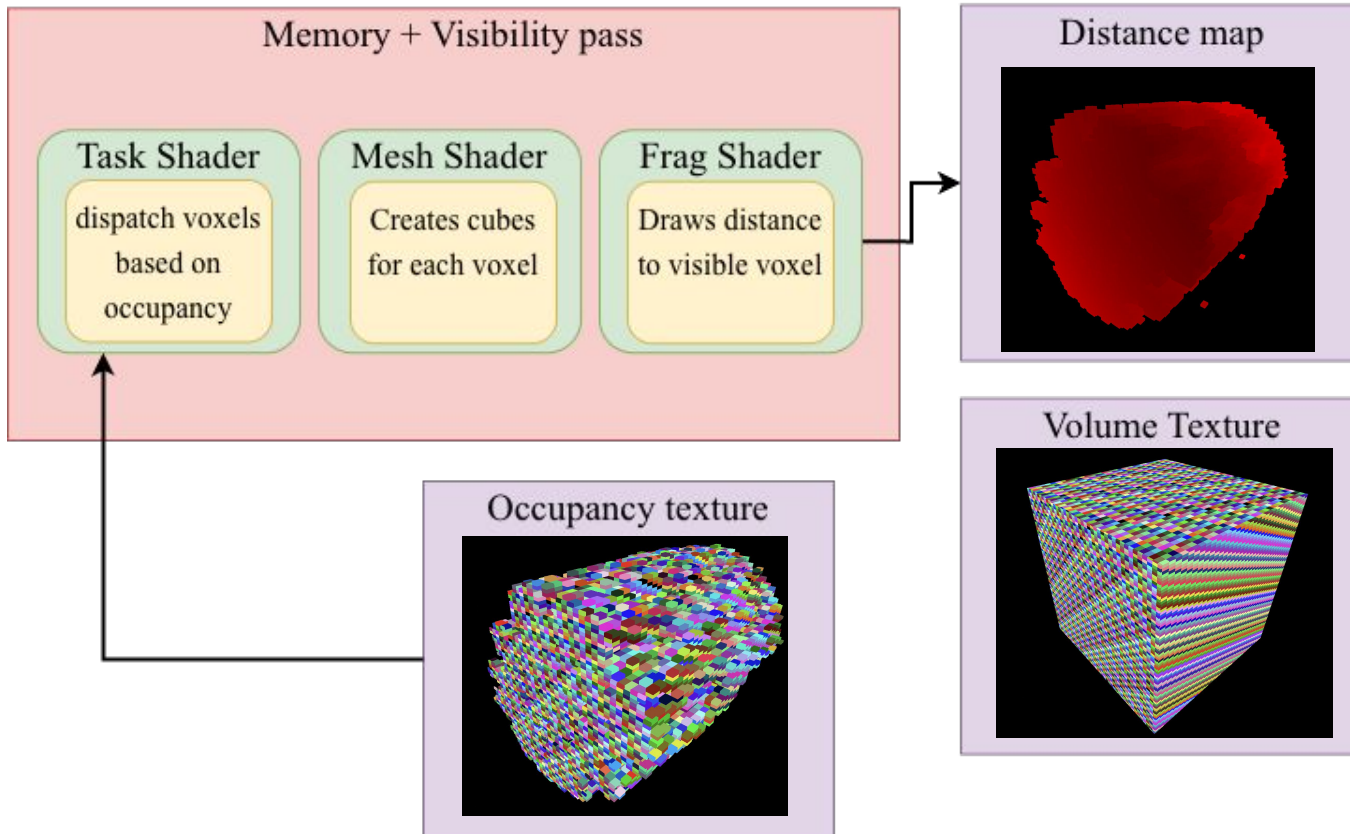 Memory + Visibility pass
Task Shader
dispatch voxels
based on
occupancy
Mesh Shader
Creates cubes
for each voxel
Frag Shader
Draws distance
to visible voxel
Distance map
Volume Texture
Occupancy texture